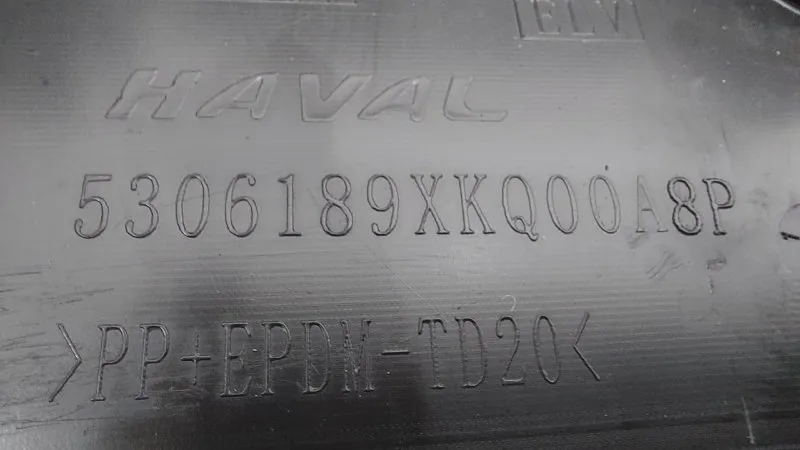 ELV
HAVAL
5306189XKQ00A8P
>PP+EPDM-TD20<